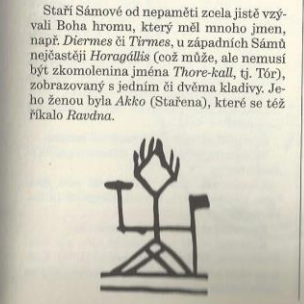 Staří Sámové od nepaměti zcela jistě vzý-
vali Boha hromu, který měl mnoho jmen,
např. Diermes či Tirmes, u západních Sámů
nejčastěji Horagállis (což může, ale nemusí
být zkomolenina jména Thore-kall, tj. Tór),
zobrazovaný s jedním či dvěma kladivy. Je-
ho ženou byla Akko (Stařena), které se též
říkalo Ravdna.